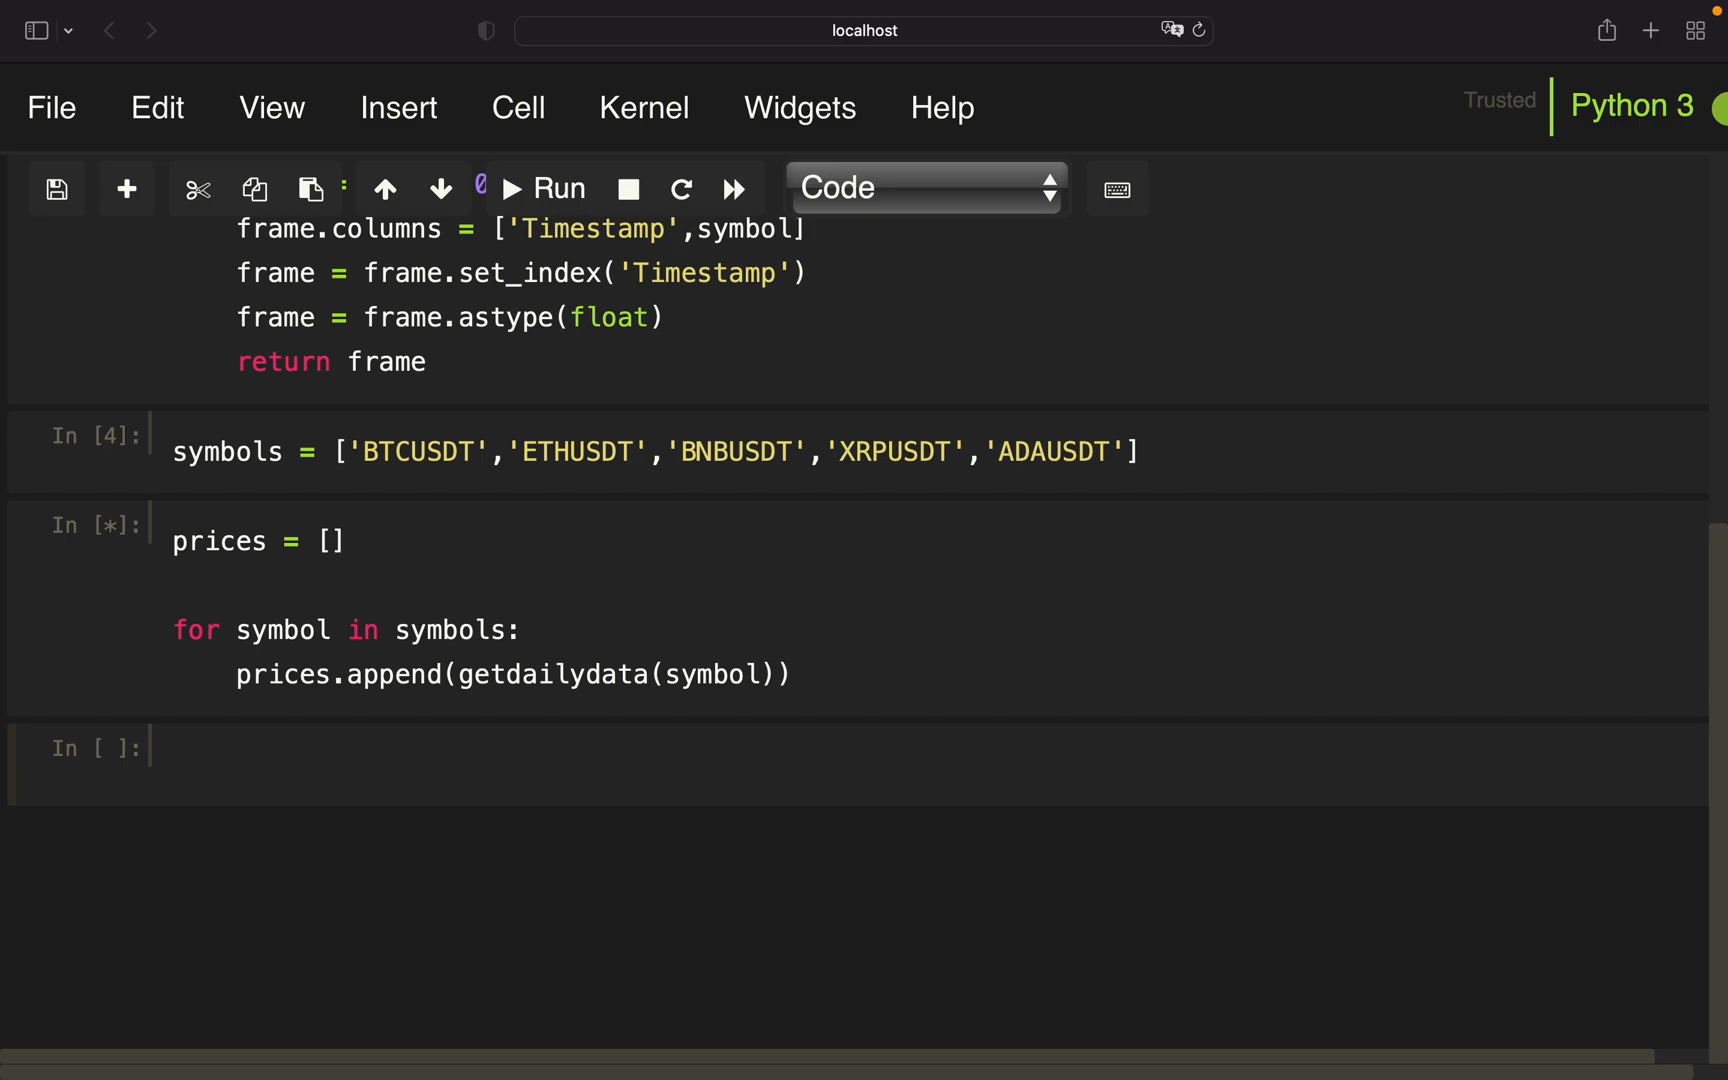 localhost
File Edit View Insert Cell Kernel Widgets Help Trusted Python 3
Run Code
frame.columns = ['Timestamp',symbol]
frame = frame.set_index('Timestamp')
frame = frame.astype(float)
return frame
In [4]: symbols = ['BTCUSDT','ETHUSDT','BNBUSDT','XRPUSDT','ADAUSDT']
In [*]: prices = []
for symbol in symbols:
prices.append(getdailydata(symbol))
In [ ]: